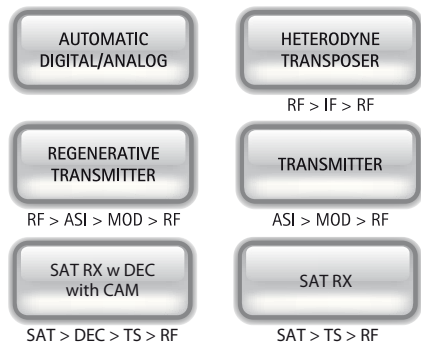 AUTOMATIC
DIGITAL/ANALOG
HETERODYNE
TRANSPOSER
RF > IF > RF
REGENERATIVE
TRANSMITTER
RF > ASI > MOD > RF
TRANSMITTER
ASI > MOD > RF
SAT RX w DEC
with CAM
SAT > DEC > TS > RF
SAT RX
SAT > TS > RF